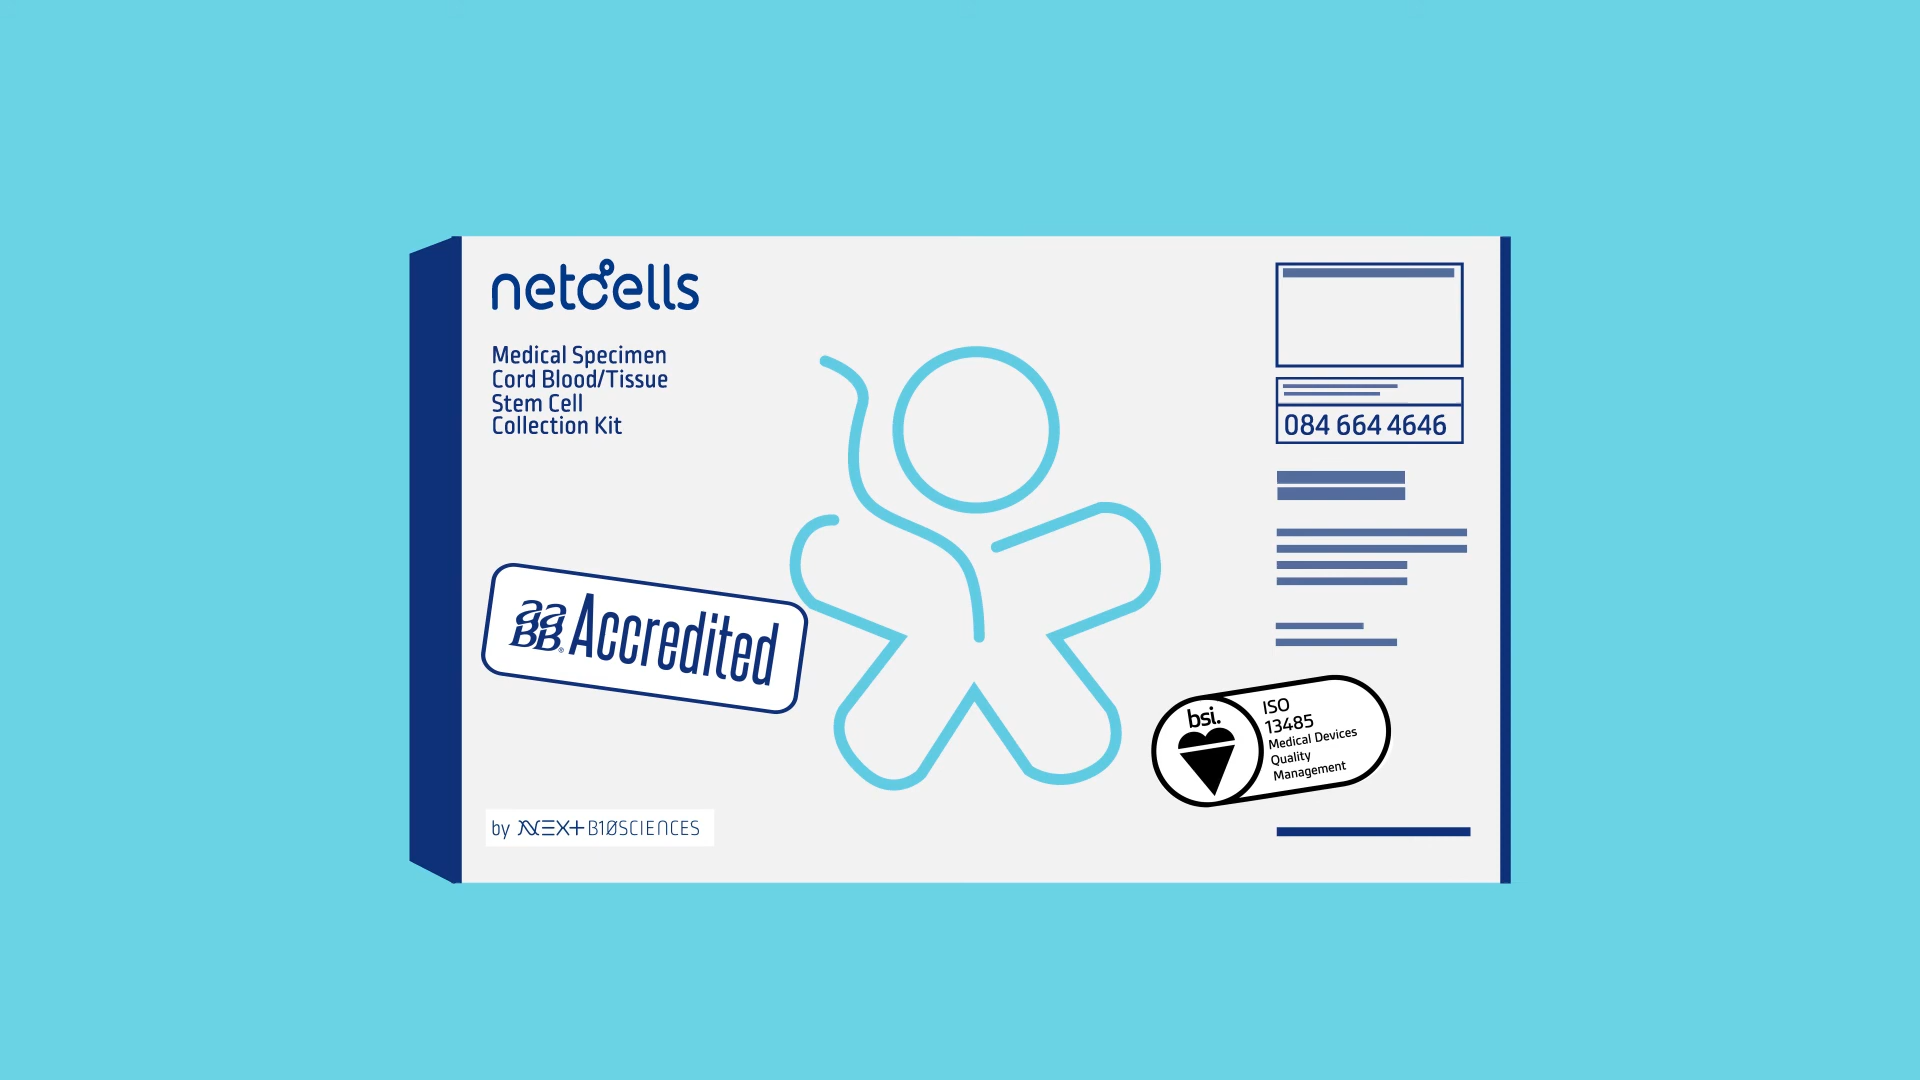 netcells
Medical Specimen
Cord Blood/Tissue
Stem Cell
Collection Kit
084 664 4646
aaBB® Accredited
bsi.
ISO
13485
Medical Devices
Quality
Management
by NEXT B10SCIENCES